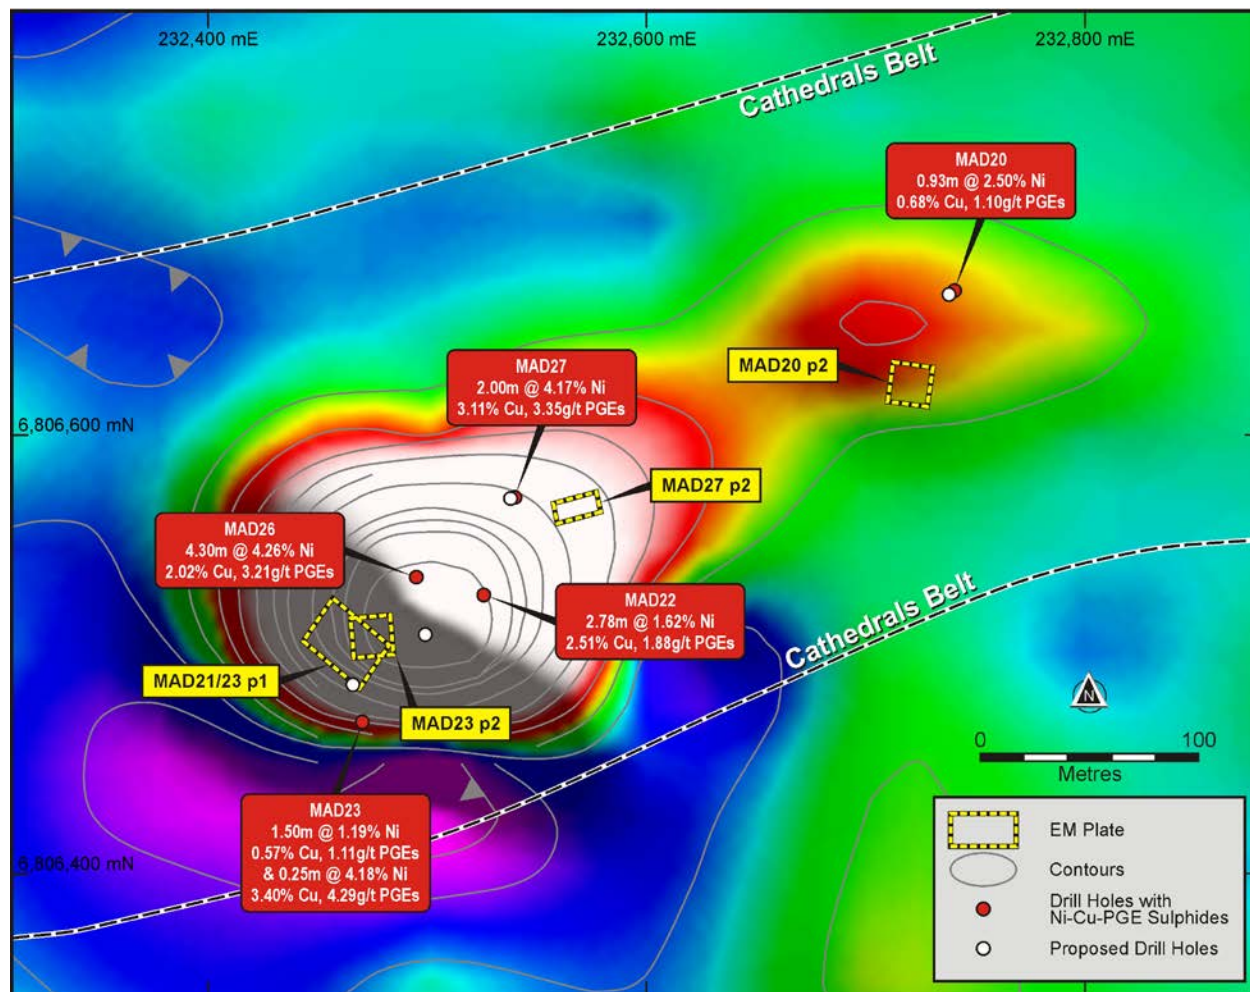 232,400 mE
232,600 mE
232,800 mE
Cathedrals Belt
MAD20
0.93m @ 2.50% Ni
0.68% Cu, 1.10g/t PGEs
MAD27
2.00m @ 4.17% Ni
3.11% Cu, 3.35g/t PGEs
MAD20 p2
6,806,600 mN
MAD27 p2
MAD26
4.30m @ 4.26% Ni
2.02% Cu, 3.21g/t PGEs
MAD22
2.78m @ 1.62% Ni
2.51% Cu, 1.88g/t PGEs
Cathedrals Belt
MAD21/23 p1
MAD23 p2
N
0
100
Metres
MAD23
1.50m @ 1.19% Ni
0.57% Cu, 1.11g/t PGEs
& 0.25m @ 4.18% Ni
3.40% Cu, 4.29g/t PGEs
6,806,400 mN
EM Plate
Contours
Drill Holes with
Ni-Cu-PGE Sulphides
Proposed Drill Holes